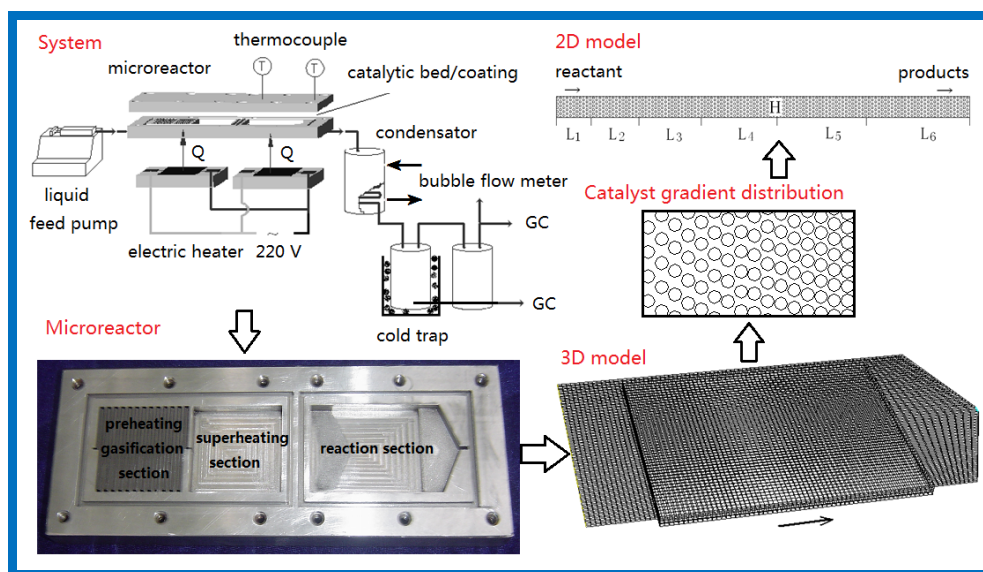 System
thermocouple
microreactor
T
T
catalytic bed/coating
condensator
Q
Q
bubble flow meter
liquid
feed pump
electric heater
~
220 V
GC
GC
cold trap
2D model
reactant
products
H
L1
L2
L3
L4
L5
L6
Catalyst gradient distribution
Microreactor
preheating
gasification
section
superheating
section
reaction section
3D model